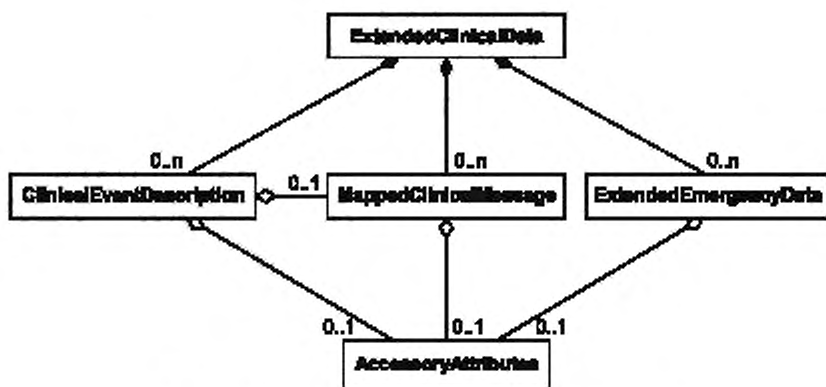 ExtendedClinicalData
0..n 0..n 0..n
ClinicalEventDescription 0..1 MappedClinicalMessage ExtendedEmergencyData
0..1 0..1 0..1
AccessoryAttributes